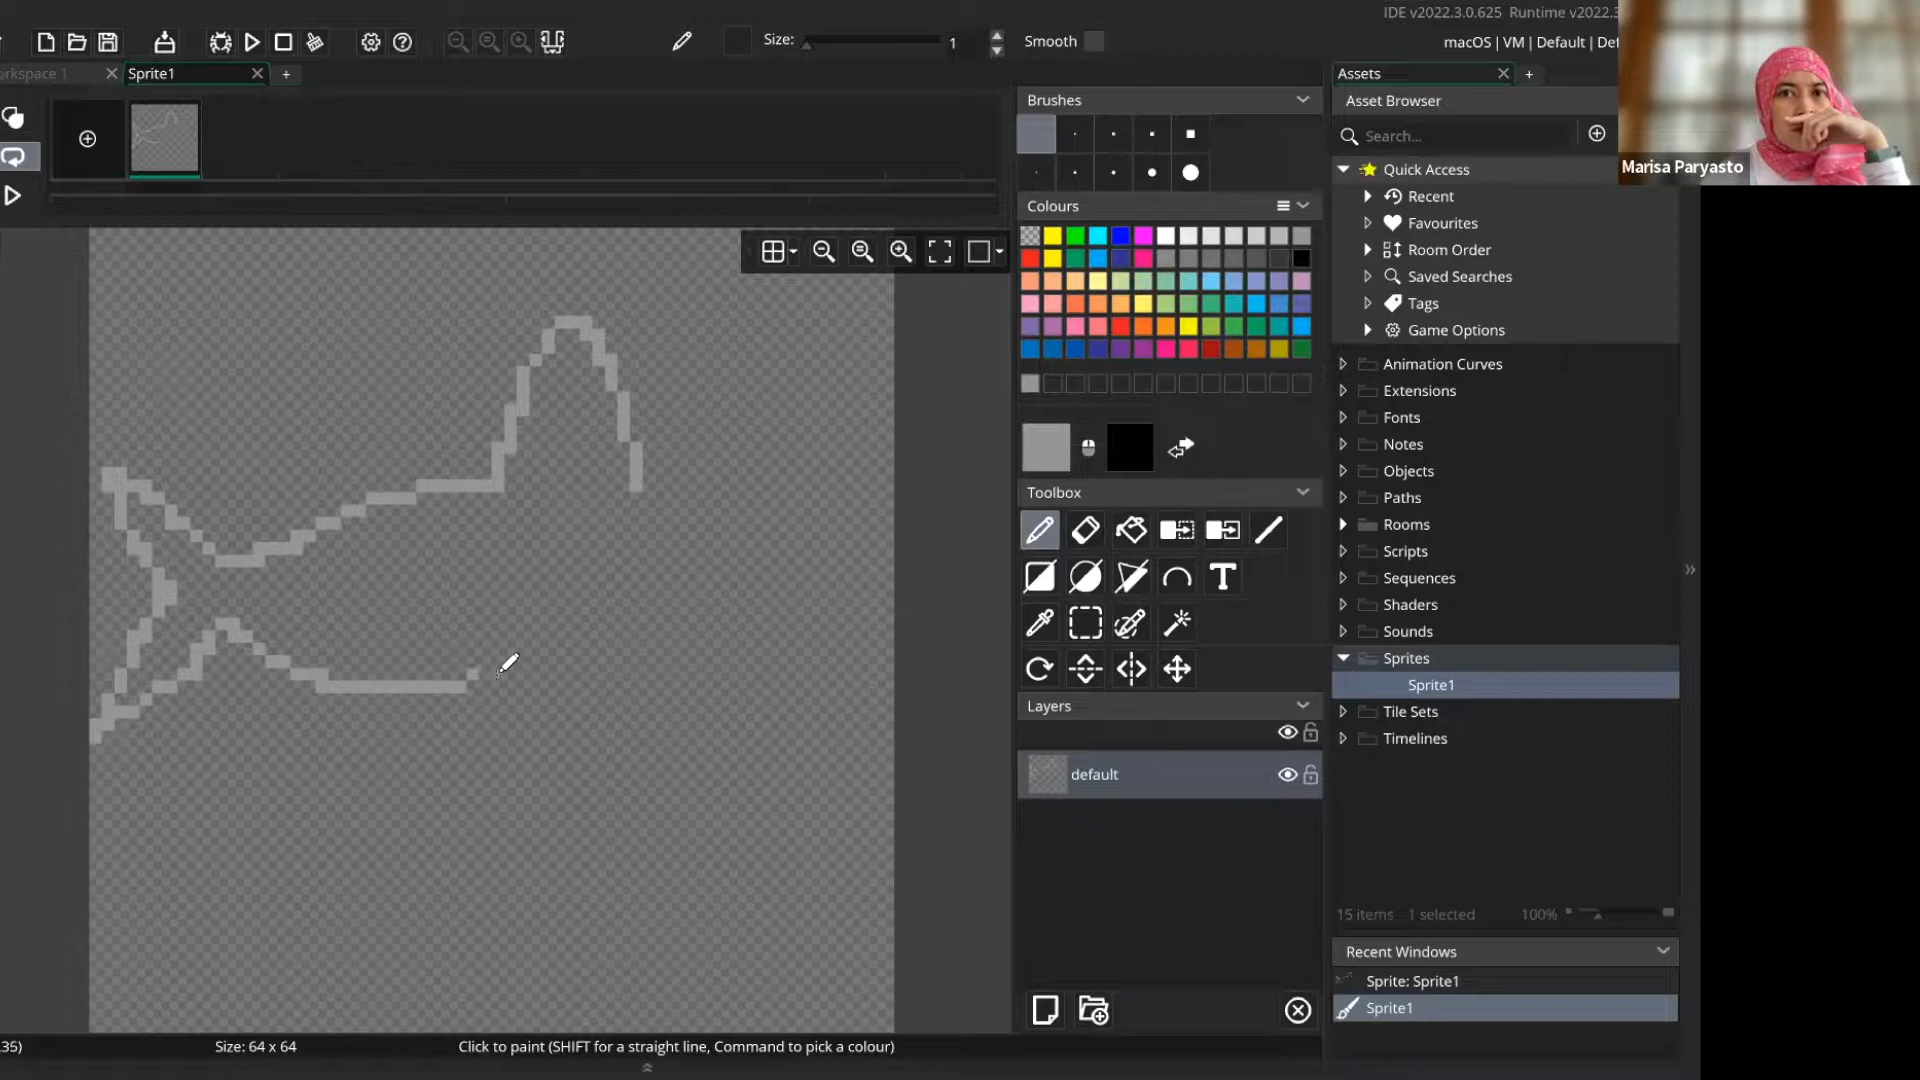 IDE v2022.3.0.625 Runtime v2022.3
Size: 1 Smooth
macOS | VM | Default | Def
orkspace 1
Sprite1
Brushes
Assets
Asset Browser
Search...
Marisa Paryasto
Quick Access
Recent
Favourites
Room Order
Saved Searches
Tags
Game Options
Colours
Animation Curves
Extensions
Fonts
Notes
Objects
Paths
Rooms
Scripts
Sequences
Shaders
Sounds
Sprites
Sprite1
Tile Sets
Timelines
Toolbox
T
Layers
default
15 items 1 selected 100%
Recent Windows
Sprite: Sprite1
Sprite1
35)
Size: 64 x 64
Click to paint (SHIFT for a straight line, Command to pick a colour)